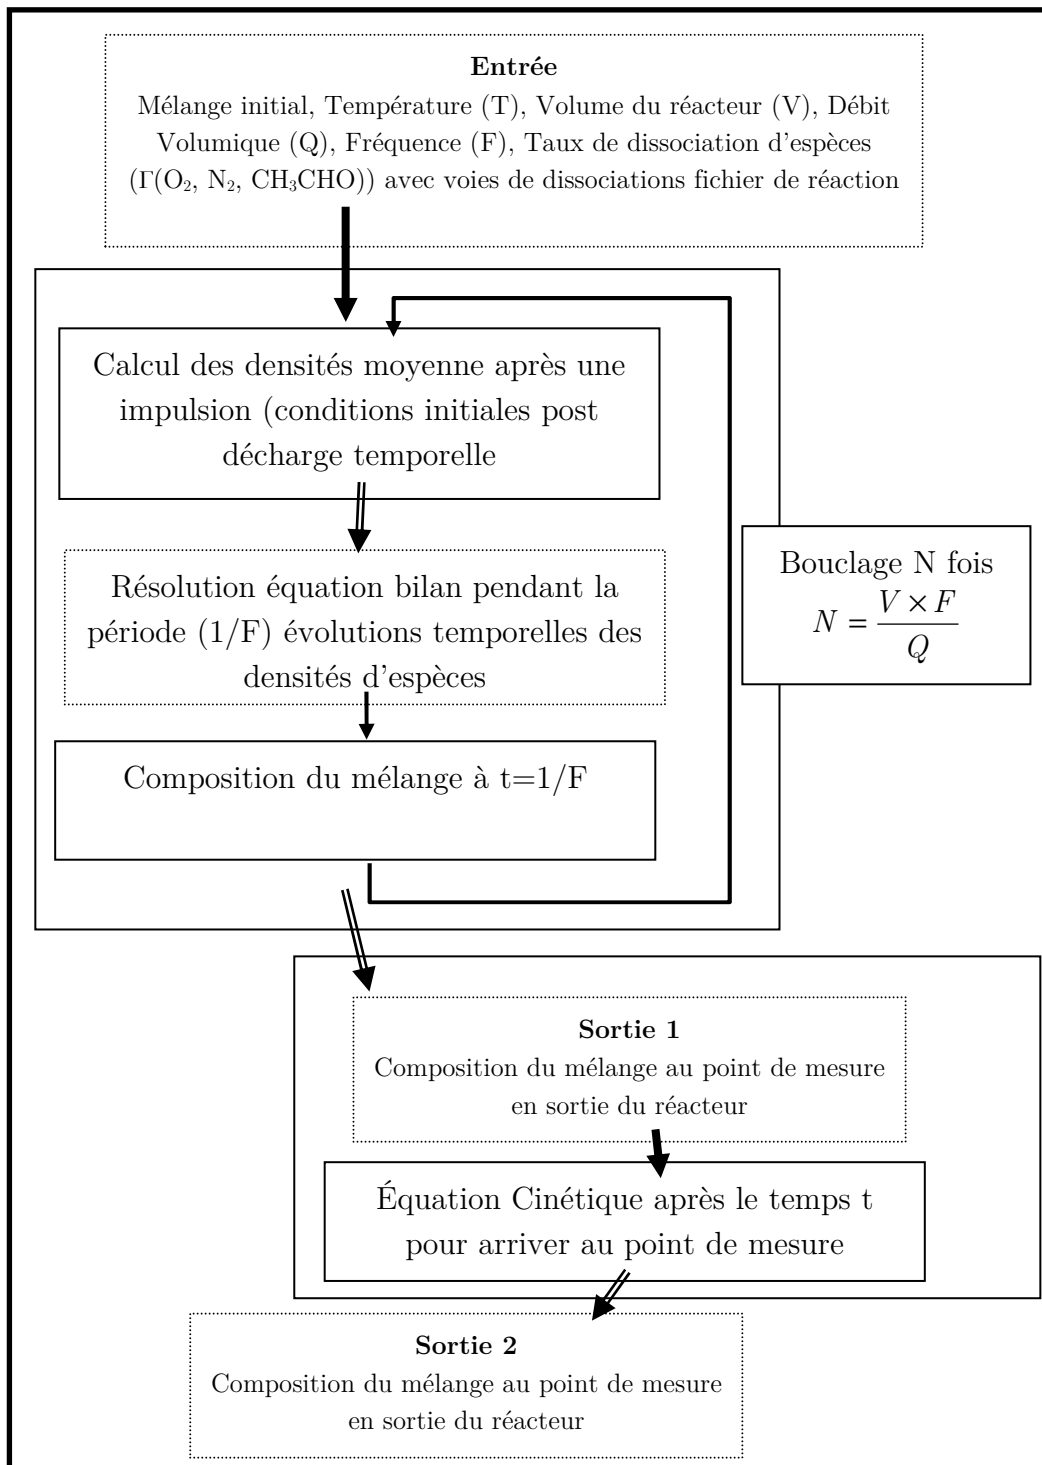 Entrée
Mélange initial, Température (T), Volume du réacteur (V), Débit
Volumique (Q), Fréquence (F), Taux de dissociation d'espèces
(Γ(O₂, N₂, CH₃CHO)) avec voies de dissociations fichier de réaction
Calcul des densités moyenne après une
impulsion (conditions initiales post
décharge temporelle
Résolution équation bilan pendant la
période (1/F) évolutions temporelles des
densités d'espèces
Composition du mélange à t=1/F
Bouclage N fois
N = V × F / Q
Sortie 1
Composition du mélange au point de mesure
en sortie du réacteur
Équation Cinétique après le temps t
pour arriver au point de mesure
Sortie 2
Composition du mélange au point de mesure
en sortie du réacteur